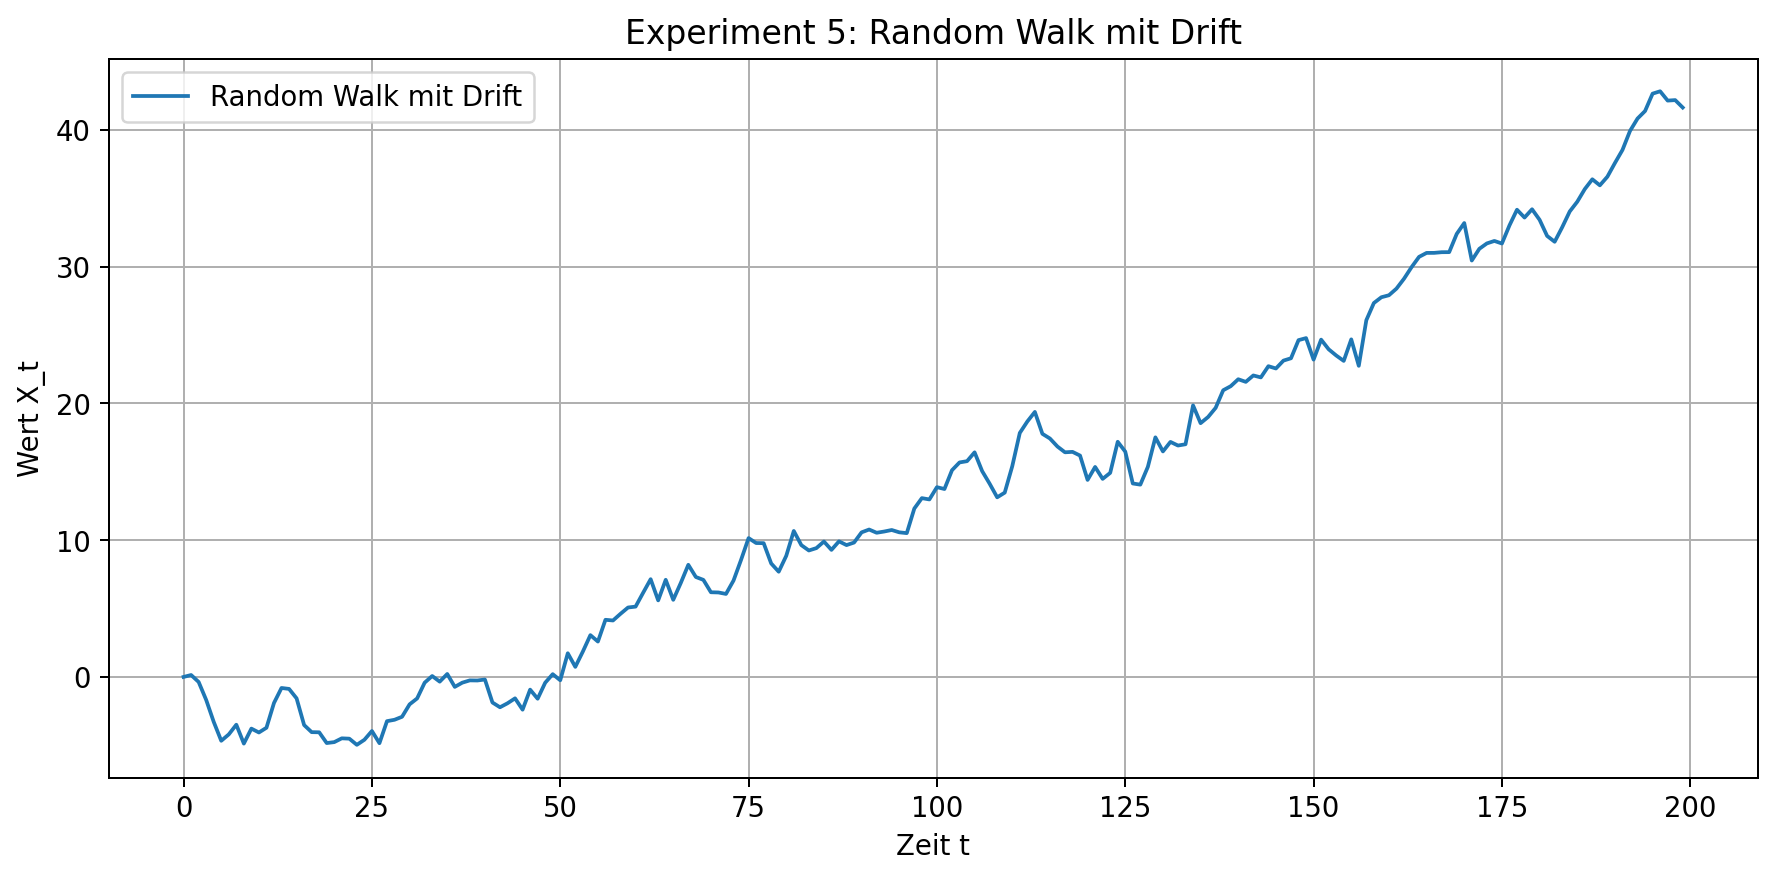 Experiment 5: Random Walk mit Drift
Random Walk mit Drift
Wert X_t
40
30
20
10
0
0 25 50 75 100 125 150 175 200
Zeit t